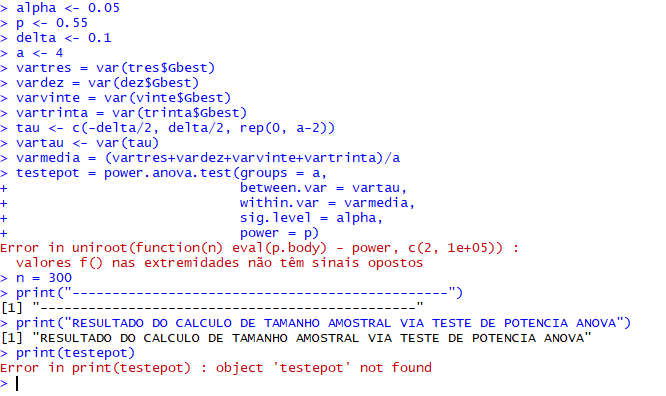 > alpha <- 0.05
> p <- 0.55
> delta <- 0.1
> a <- 4
> vartres = var(tres$Gbest)
> vardez = var(dez$Gbest)
> varvinte = var(vinte$Gbest)
> vartrinta = var(trinta$Gbest)
> tau <- c(-delta/2, delta/2, rep(0, a-2))
> vartau <- var(tau)
> varmedia = (vartres+vardez+varvinte+vartrinta)/a
> testepot = power.anova.test(groups = a,
+                             between.var = vartau,
+                             within.var = varmedia,
+                             sig.level = alpha,
+                             power = p)
Error in uniroot(function(n) eval(p.body) - power, c(2, 1e+05)) :
  valores f() nas extremidades não têm sinais opostos
> n = 300
> print("-----------------------------------------------")
[1] "-----------------------------------------------"
> print("RESULTADO DO CALCULO DE TAMANHO AMOSTRAL VIA TESTE DE POTENCIA ANOVA")
[1] "RESULTADO DO CALCULO DE TAMANHO AMOSTRAL VIA TESTE DE POTENCIA ANOVA"
> print(testepot)
Error in print(testepot) : object 'testepot' not found
>